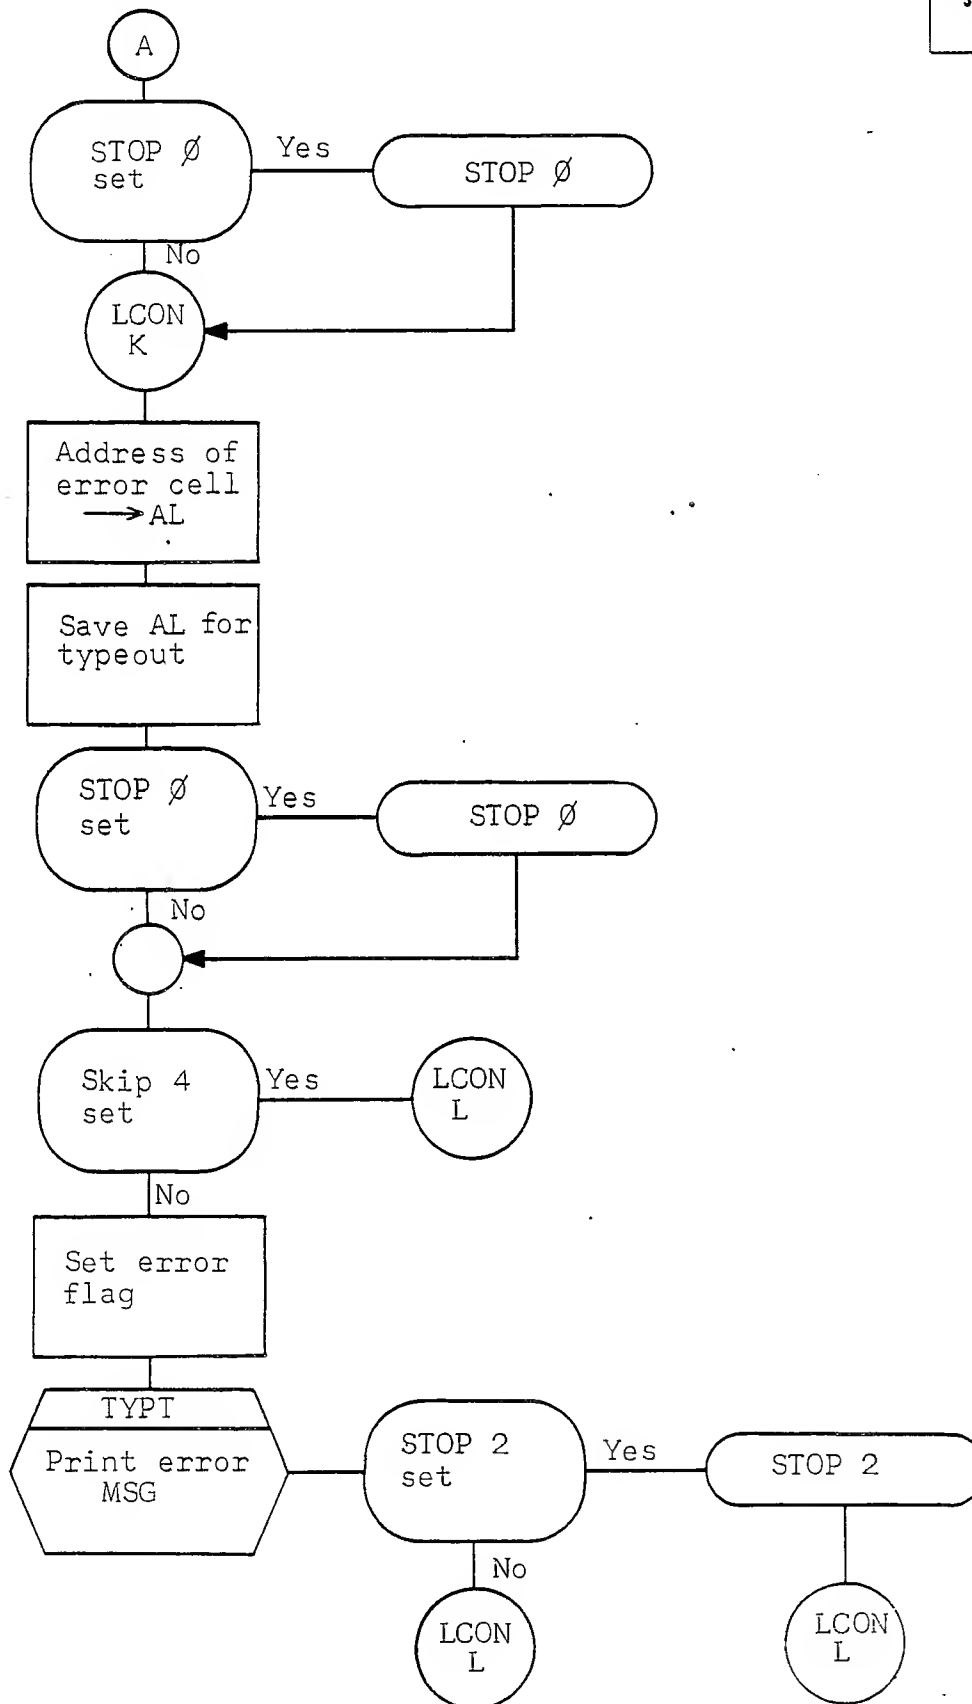 A
STOP Ø
set
Yes
STOP Ø
No
LCON
K
Address of
error cell
→ AL
Save AL for
typeout
STOP Ø
set
Yes
STOP Ø
No
Skip 4
set
Yes
LCON
L
No
Set error
flag
TYPT
Print error
MSG
STOP 2
set
Yes
STOP 2
No
LCON
L
LCON
L